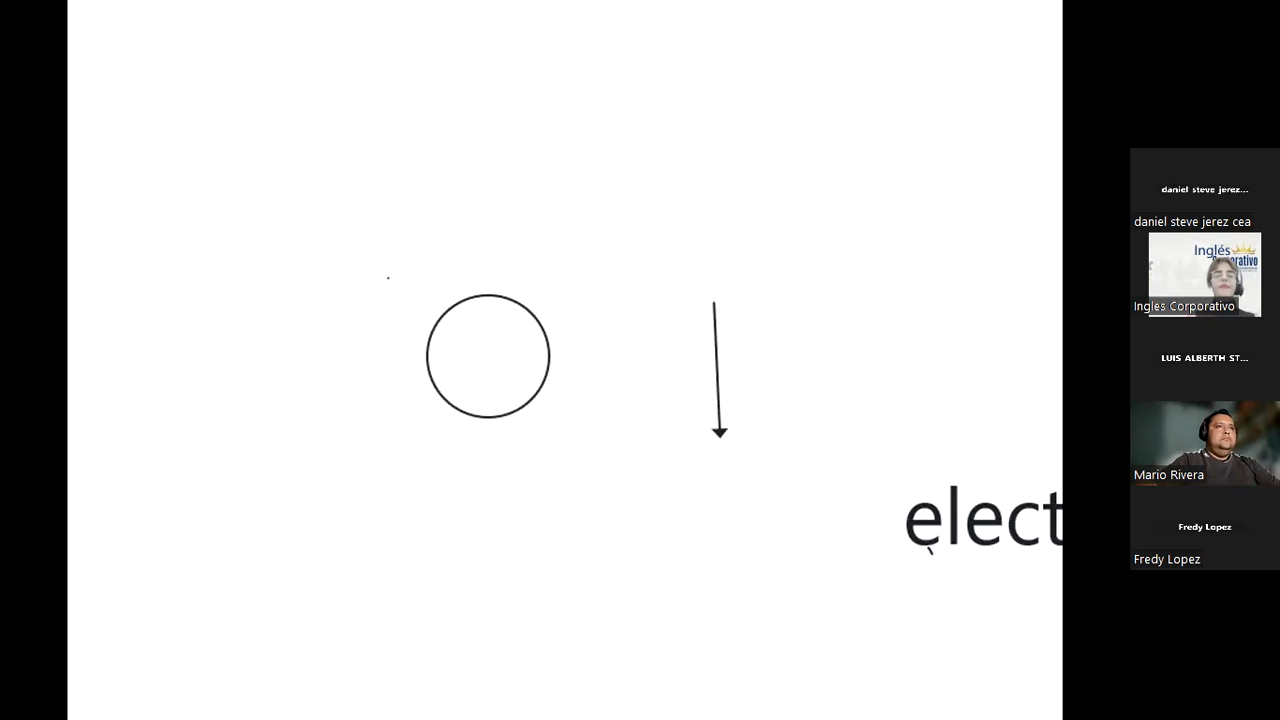 daniel steve jerez...
daniel steve jerez cea
Inglés
Ingles Corporativo
LUIS ALBERTH ST...
Mario Rivera
elect
Fredy Lopez
Fredy Lopez